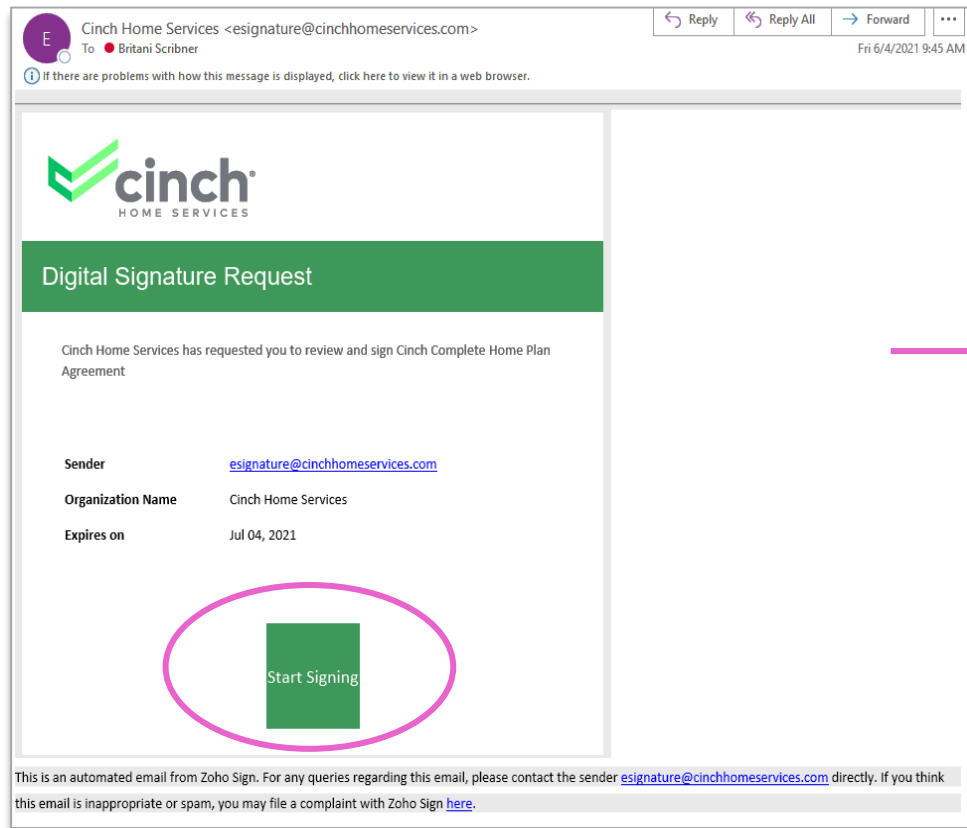 E
Cinch Home Services <esignature@cinchhomeservices.com>
To Britani Scribner
Reply Reply All Forward ...
Fri 6/4/2021 9:45 AM
i If there are problems with how this message is displayed, click here to view it in a web browser.
cinch®
HOME SERVICES
Digital Signature Request
Cinch Home Services has requested you to review and sign Cinch Complete Home Plan
Agreement
Sender esignature@cinchhomeservices.com
Organization Name Cinch Home Services
Expires on Jul 04, 2021
Start Signing
This is an automated email from Zoho Sign. For any queries regarding this email, please contact the sender esignature@cinchhomeservices.com directly. If you think
this email is inappropriate or spam, you may file a complaint with Zoho Sign here.